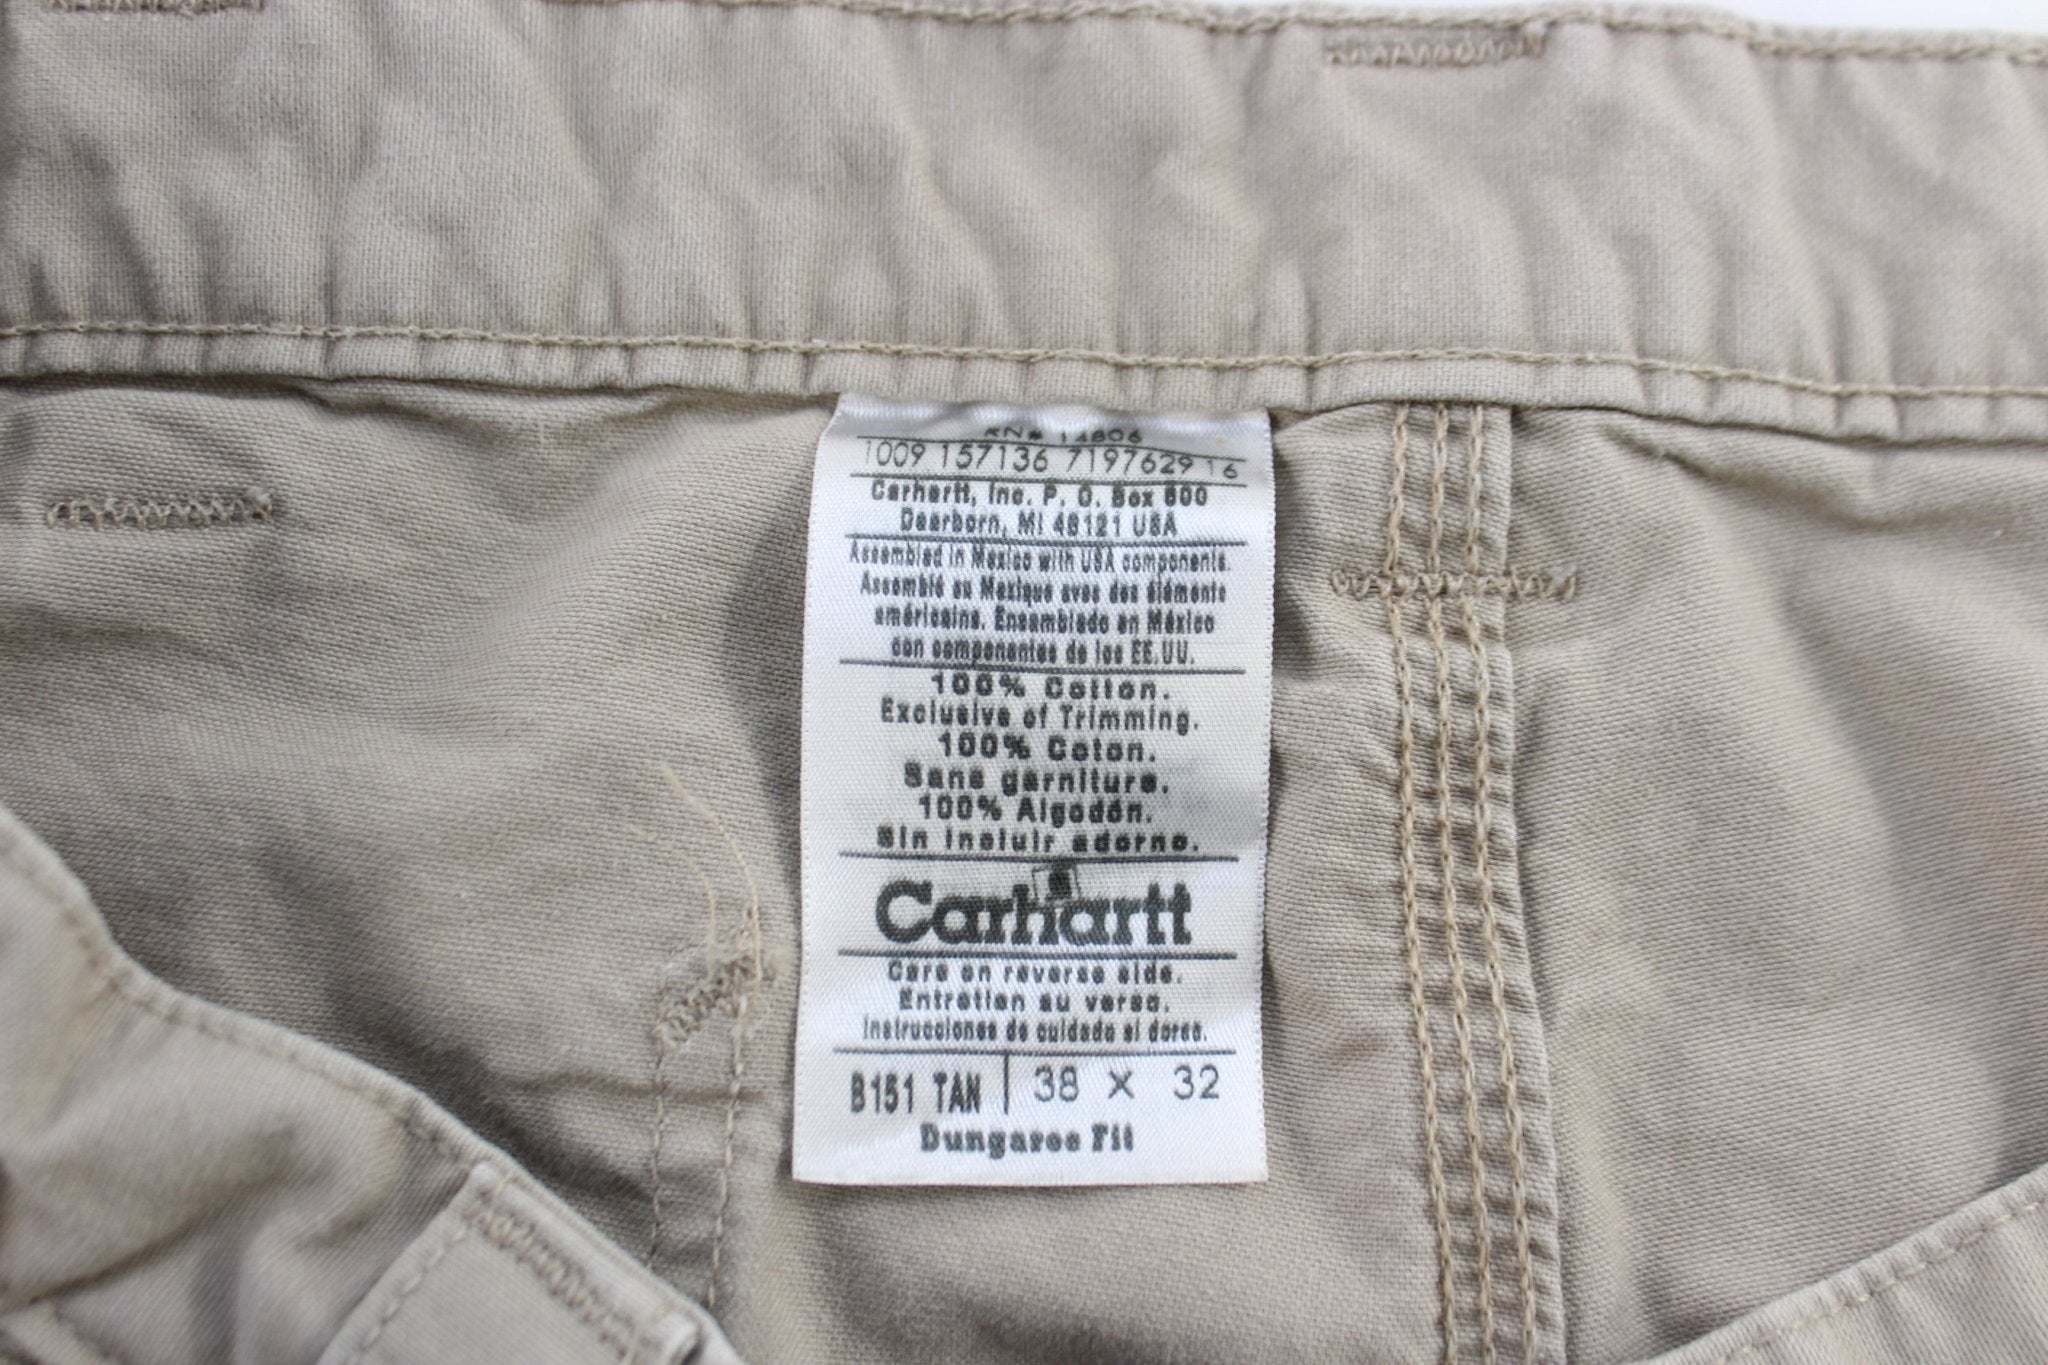 RN# 14806
1009 157136 7197629 16
Carhartt, Inc. P. O. Box 600
Dearborn, MI 48121 USA
Assembled in Mexico with USA components.
Assemblé au Mexique avec des éléments
américains. Ensamblado en México
con componentes de los EE.UU.
100% Cotton.
Exclusive of Trimming.
100% Coton.
Sans garniture.
100% Algodón.
Sin incluir adorno.
Carhartt
Care on reverse side.
Entretien au verso.
Instrucciones de cuidado al dorso.
B151 TAN 38 X 32
Dungaree Fit